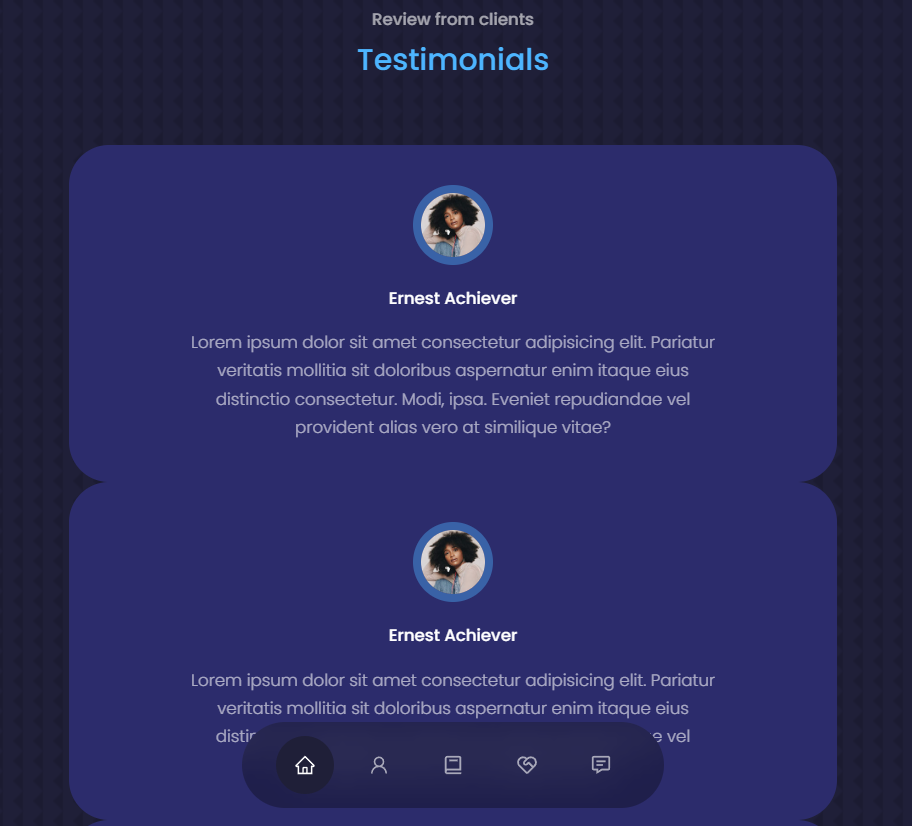 Review from clients
Testimonials
Ernest Achiever
Lorem ipsum dolor sit amet consectetur adipisicing elit. Pariatur
veritatis mollitia sit doloribus aspernatur enim itaque eius
distinctio consectetur. Modi, ipsa. Eveniet repudiandae vel
provident alias vero at similique vitae?
Ernest Achiever
Lorem ipsum dolor sit amet consectetur adipisicing elit. Pariatur
veritatis mollitia sit doloribus aspernatur enim itaque eius
vel